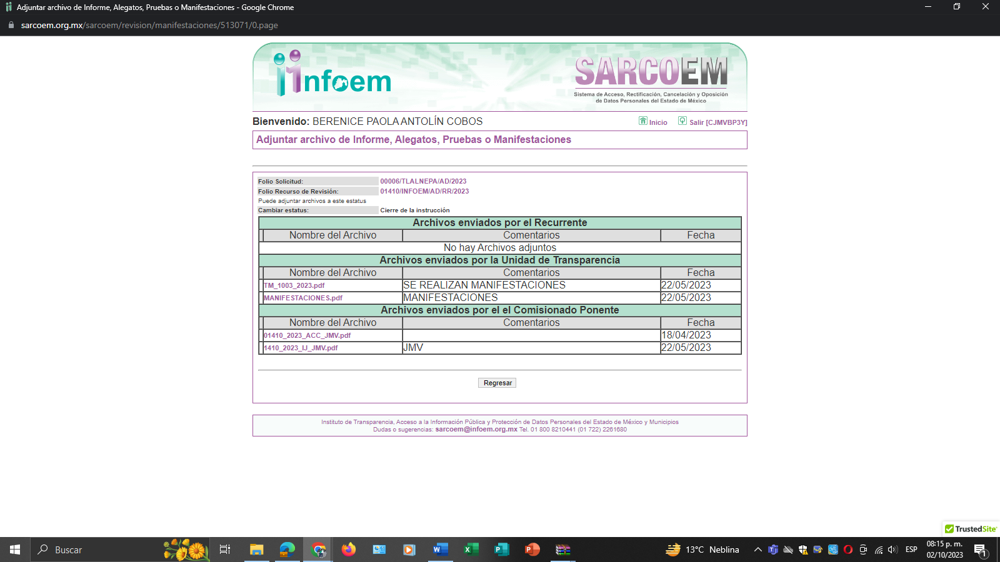 Adjuntar archivo de Informe, Alegatos, Pruebas o Manifestaciones - Google Chrome
sarcoem.org.mx/sarcoem/revision/manifestaciones/513071/0.page
infoem
SARCOEM
Sistema de Acceso, Rectificación, Cancelación y Oposición
de Datos Personales del Estado de México
Bienvenido: BERENICE PAOLA ANTOLÍN COBOS
Inicio Salir [CJMVBP3Y]
Adjuntar archivo de Informe, Alegatos, Pruebas o Manifestaciones
Folio Solicitud: 00006/TLALNEPA/AD/2023
Folio Recurso de Revisión: 01410/INFOEM/AD/RR/2023
Puede adjuntar archivos a este estatus
Cambiar estatus: Cierre de la instrucción
Archivos enviados por el Recurrente
Nombre del Archivo Comentarios Fecha
No hay Archivos adjuntos
Archivos enviados por la Unidad de Transparencia
Nombre del Archivo Comentarios Fecha
TM_1003_2023.pdf SE REALIZAN MANIFESTACIONES 22/05/2023
MANIFESTACIONES.pdf MANIFESTACIONES 22/05/2023
Archivos enviados por el el Comisionado Ponente
Nombre del Archivo Comentarios Fecha
01410_2023_ACC_JMV.pdf 18/04/2023
1410_2023_IJ_JMV.pdf JMV 22/05/2023
Regresar
Instituto de Transparencia, Acceso a la Información Pública y Protección de Datos Personales del Estado de México y Municipios
Dudas o sugerencias: sarcoem@infoem.org.mx Tel. 01 800 8210441 (01 722) 2261680
TrustedSite
Buscar
13°C Neblina
ESP
08:15 p. m.
02/10/2023
1